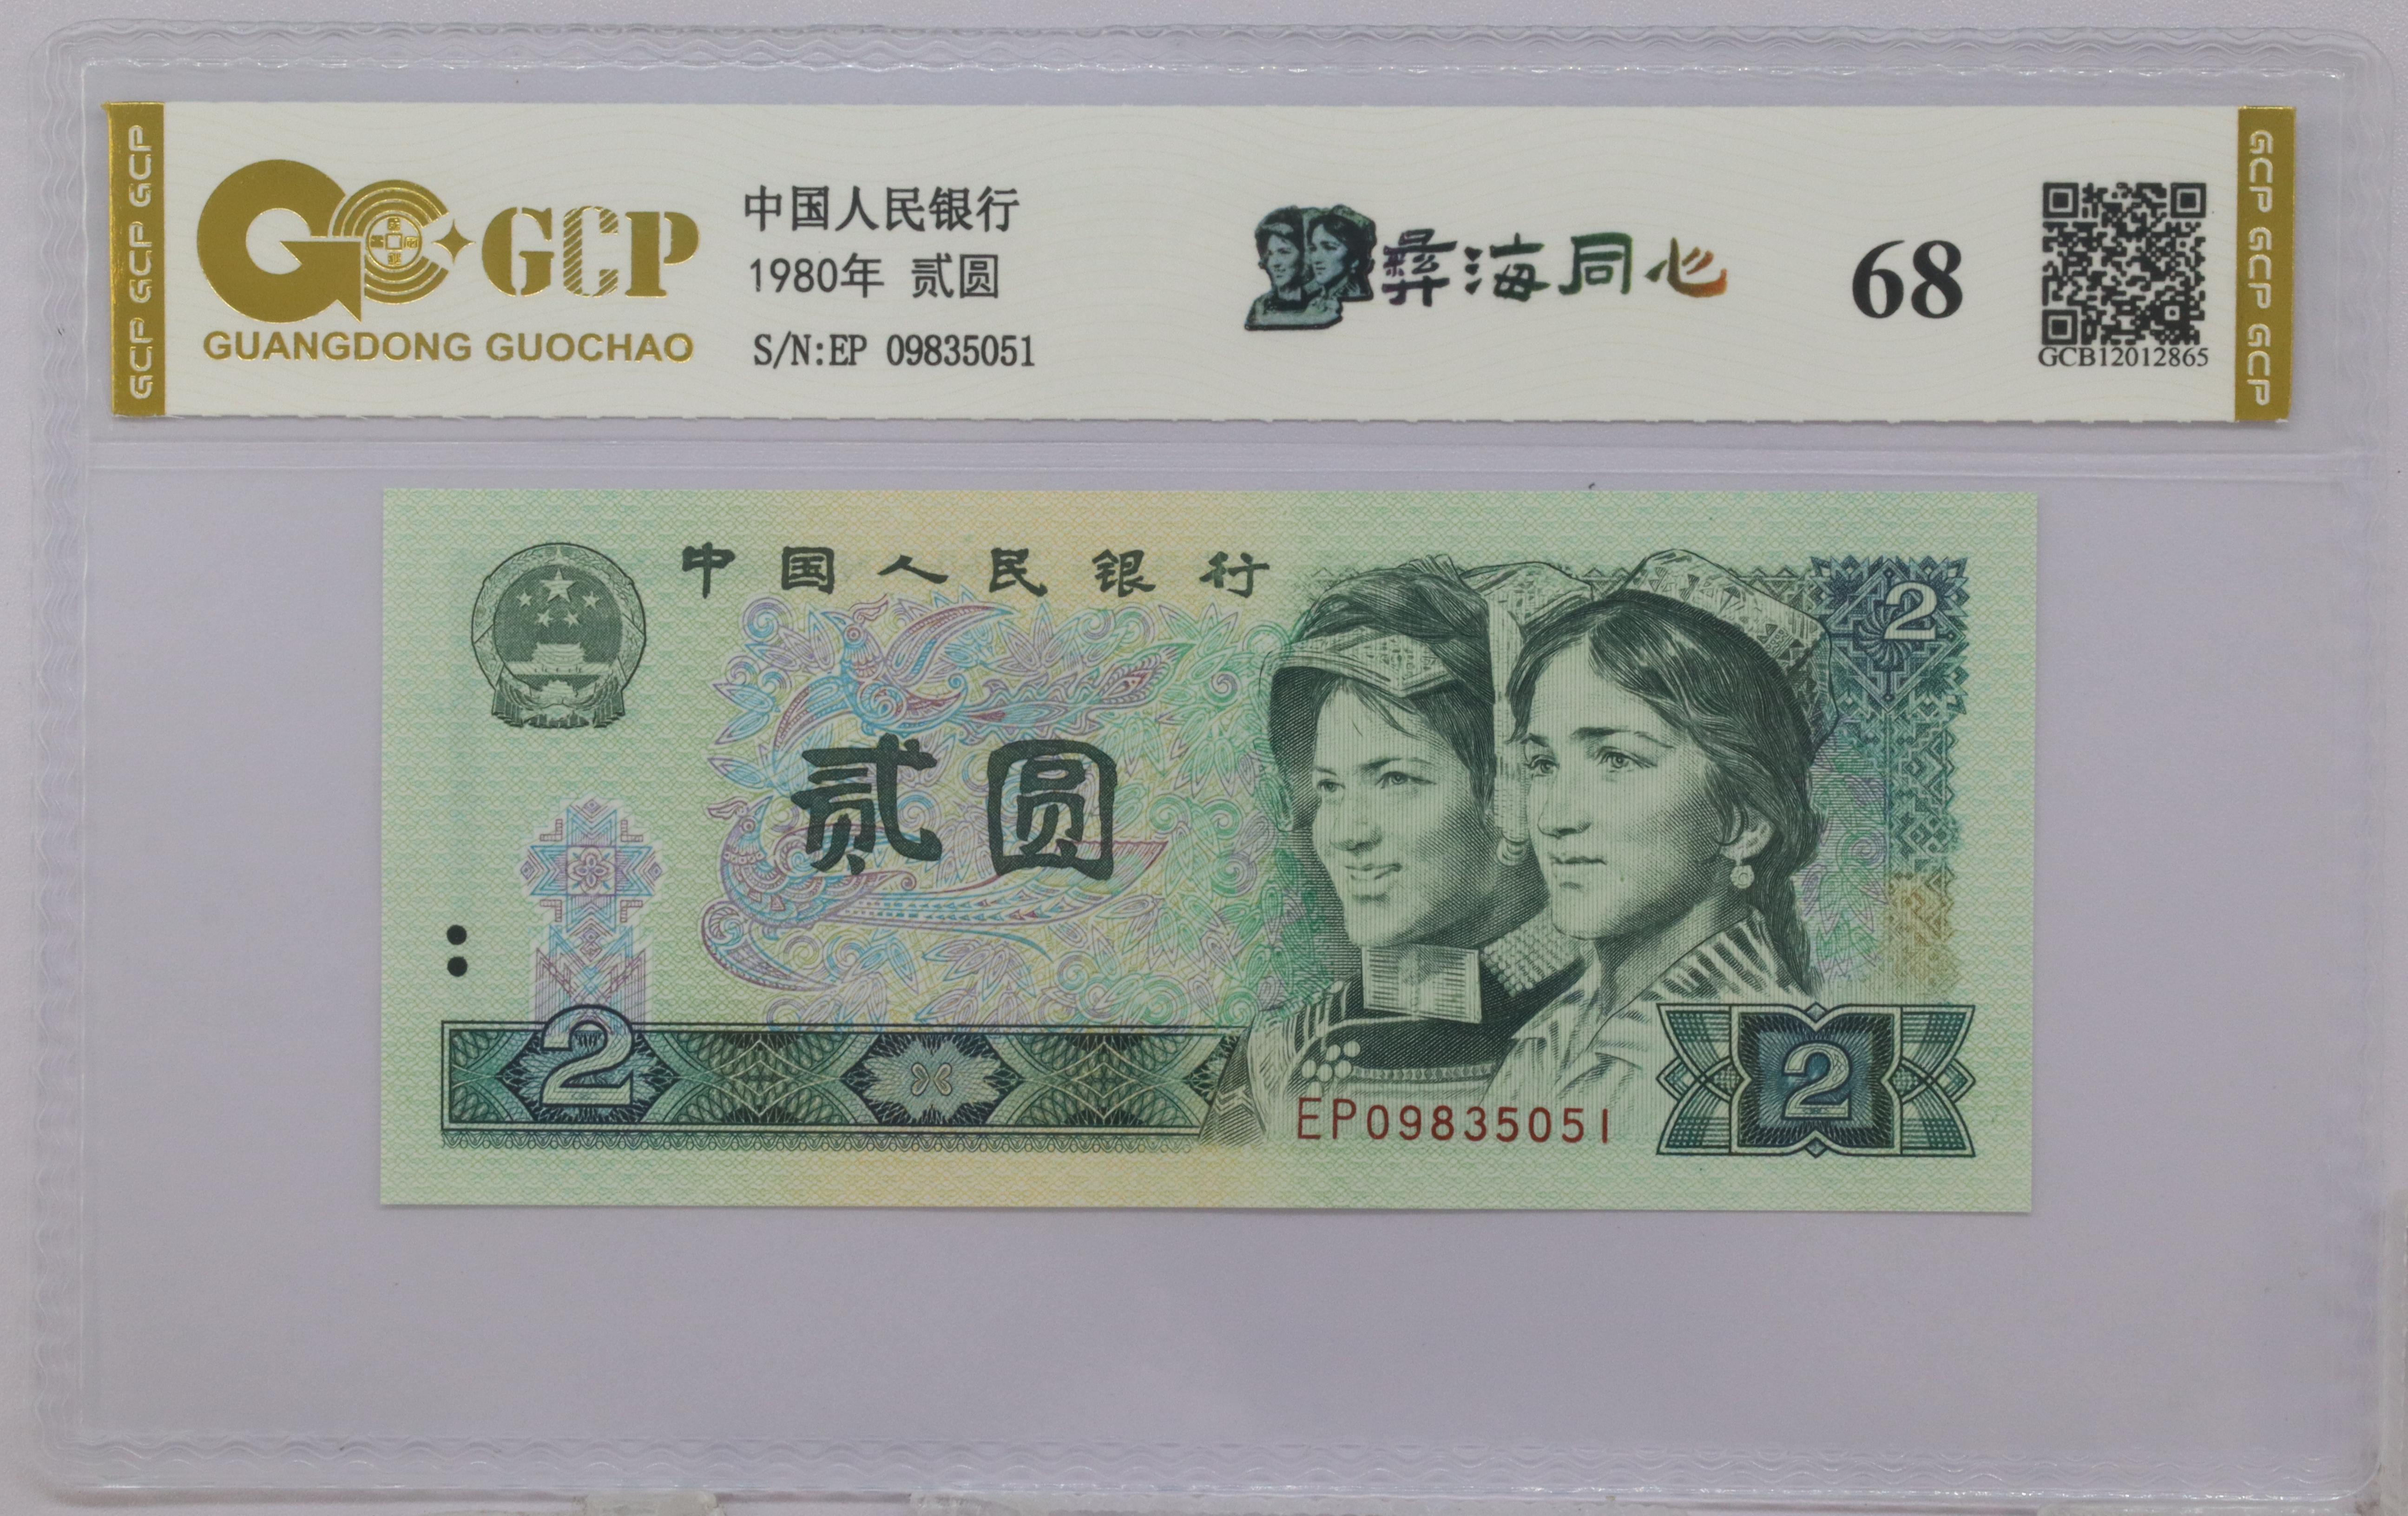 GCP GCP GCP
GCP
GUANGDONG GUOCHAO
中国人民银行
1980年 贰圆
S/N:EP 09835051
彝海同心
68
GCB12012865
GCP GCP GCP
中国人民银行
2
贰圆
2
EP09835051
2